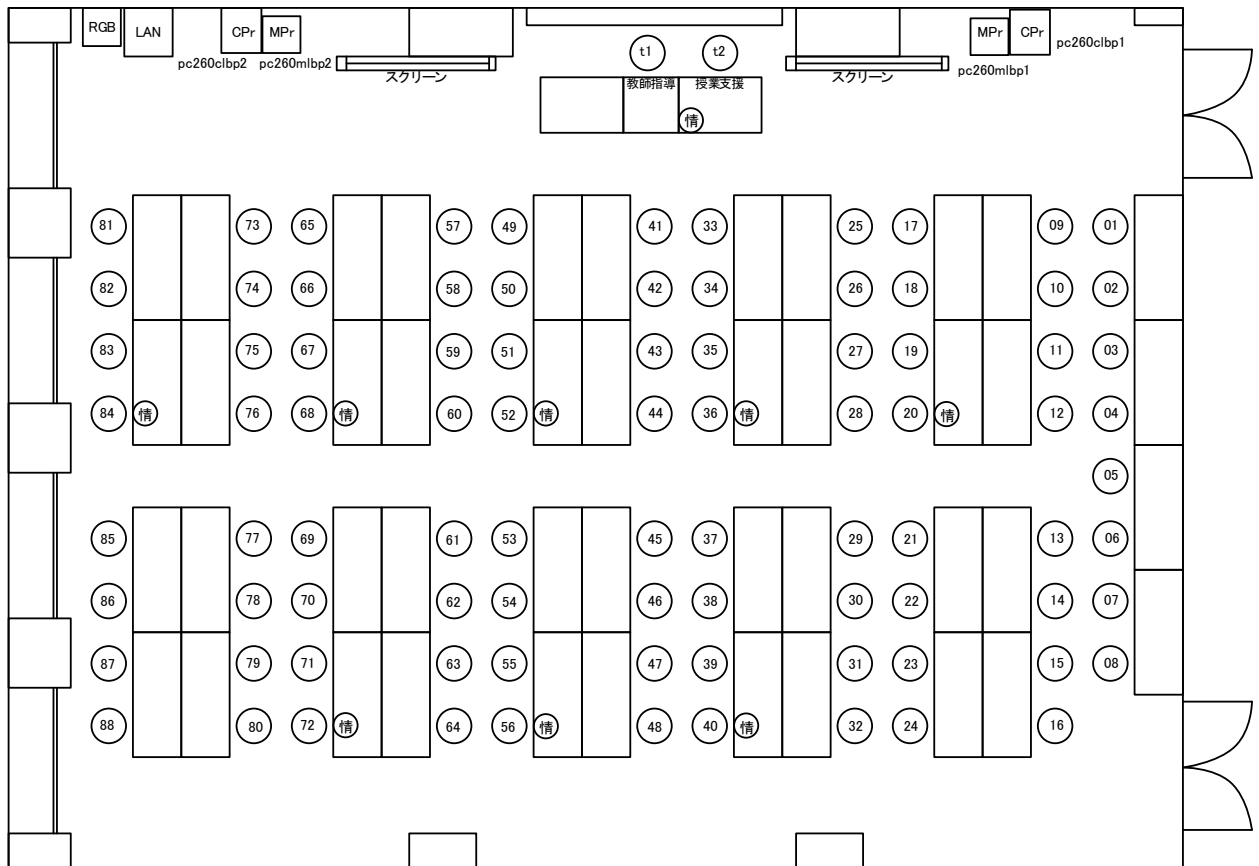 RGB LAN CPr MPr t1 t2 MPr CPr
pc260clbp2 pc260mlbp2 pc260mlbp1 pc260clbp1
スクリーン 教師指導 授業支援 スクリーン
情
81 73 65 57 49 41 33 25 17 09 01
82 74 66 58 50 42 34 26 18 10 02
83 75 67 59 51 43 35 27 19 11 03
84 情 76 68 情 60 52 情 44 36 情 28 20 情 12 04
05
85 77 69 61 53 45 37 29 21 13 06
86 78 70 62 54 46 38 30 22 14 07
87 79 71 63 55 47 39 31 23 15 08
88 80 72 情 64 56 情 48 40 情 32 24 16